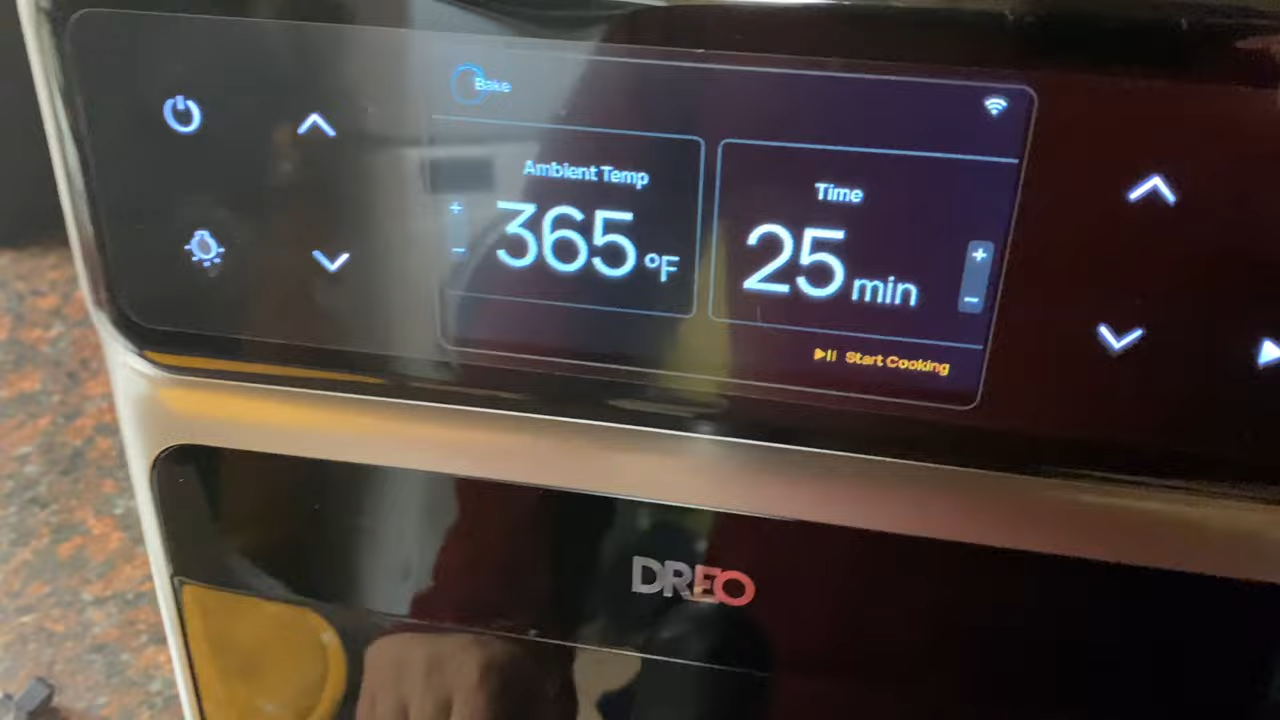 Bake
Ambient Temp
+
365 °F
−
Time
25 min
+
−
Start Cooking
DREO